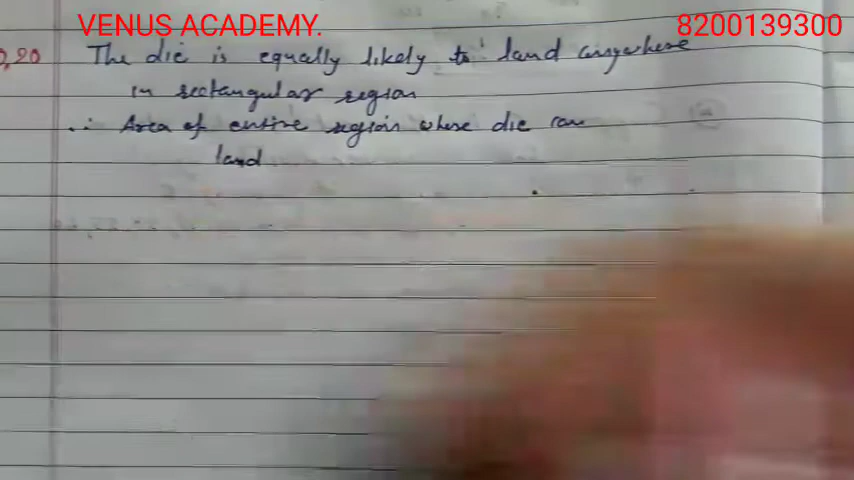 VENUS ACADEMY. 8200139300
Q.20 The die is equally likely to land anywhere
in rectangular region
∴ Area of entire region where die can
land